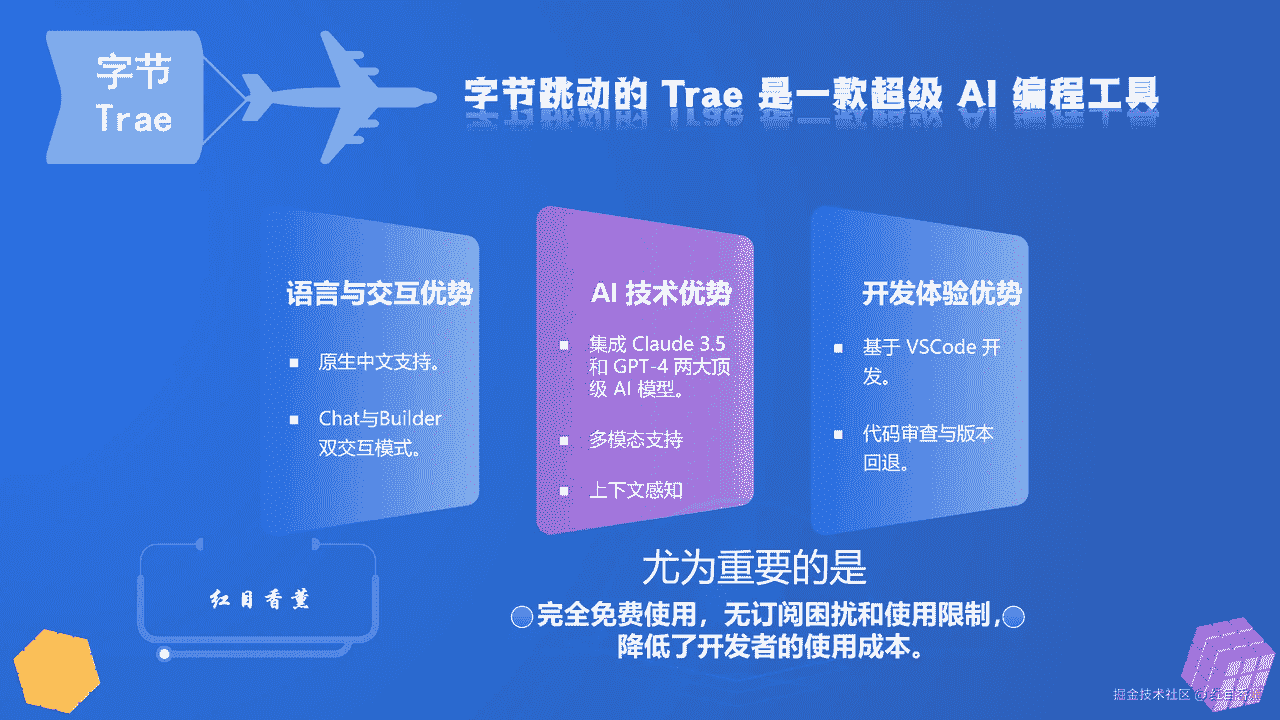 字节
Trae
字节跳动的 Trae 是一款超级 AI 编程工具
语言与交互优势
原生中文支持。
Chat与Builder
双交互模式。
AI 技术优势
集成 Claude 3.5
和 GPT-4 两大顶
级 AI 模型。
多模态支持
上下文感知
开发体验优势
基于 VSCode 开
发。
代码审查与版本
回退。
尤为重要的是
完全免费使用，无订阅困扰和使用限制，
降低了开发者的使用成本。
红目香薰
掘金技术社区 @ 红目香薰